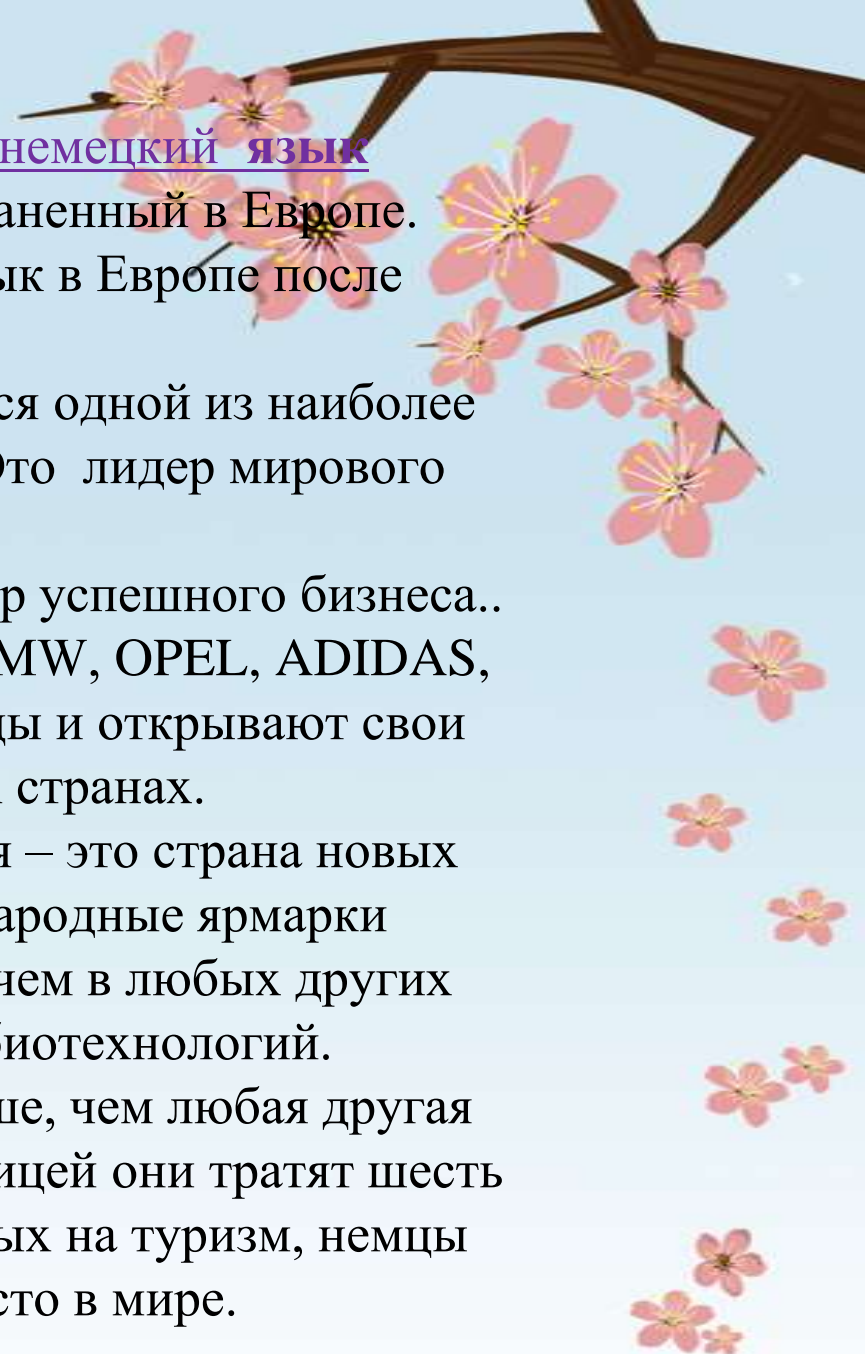 немецкий язык
аненный в Европе.
ык в Европе после
ся одной из наиболее
Это лидер мирового
р успешного бизнеса..
MW, OPEL, ADIDAS,
ды и открывают свои
странах.
я – это страна новых
ародные ярмарки
чем в любых других
биотехнологий.
ше, чем любая другая
ицей они тратят шесть
ых на туризм, немцы
сто в мире.